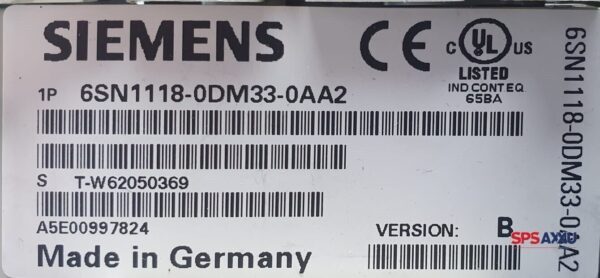 SIEMENS
CE
C UL US
LISTED
IND CONT EQ
65BA
1P 6SN1118-0DM33-0AA2
S T-W62050369
A5E00997824
VERSION: B
Made in Germany
6SN1118-0DM33-0AA2
SPS AXXU